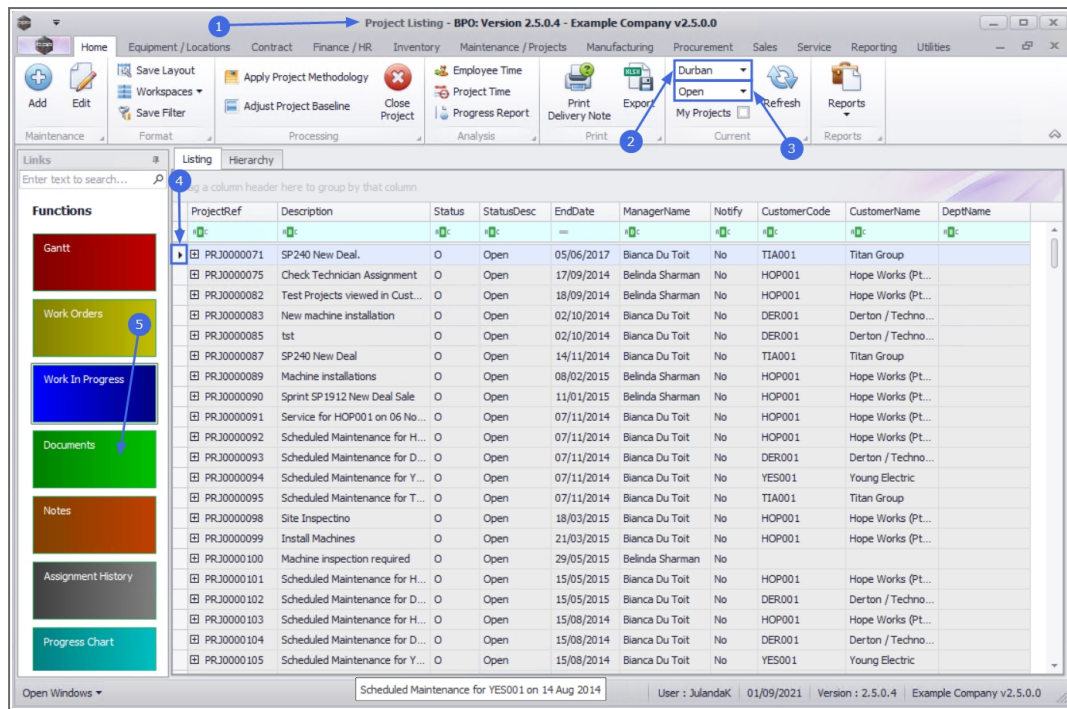 1
Project Listing - BPO: Version 2.5.0.4 - Example Company v2.5.0.0
Home Equipment / Locations Contract Finance / HR Inventory Maintenance / Projects Manufacturing Procurement Sales Service Reporting Utilities
Add
Edit
Maintenance
Save Layout
Workspaces
Save Filter
Format
Apply Project Methodology
Adjust Project Baseline
Close
Project
Processing
Employee Time
Project Time
Progress Report
Analysis
Print
Delivery Note
Export
Print
2
Durban
Open
My Projects
Refresh
Current
3
Reports
Reports
Links
Enter text to search...
4
Functions
Gantt
Work Orders
5
Work In Progress
Documents
Notes
Assignment History
Progress Chart
Listing Hierarchy
a column header here to group by that column
ProjectRef Description Status StatusDesc EndDate ManagerName Notify CustomerCode CustomerName DeptName
PRJ0000071 SP240 New Deal. O Open 05/06/2017 Bianca Du Toit No TIA001 Titan Group
PRJ0000075 Check Technician Assignment O Open 17/09/2014 Belinda Sharman No HOP001 Hope Works (Pt...
PRJ0000082 Test Projects viewed in Cust... O Open 18/09/2014 Belinda Sharman No HOP001 Hope Works (Pt...
PRJ0000083 New machine installation O Open 02/10/2014 Bianca Du Toit No DER001 Derton / Techno...
PRJ0000085 tst O Open 02/10/2014 Bianca Du Toit No DER001 Derton / Techno...
PRJ0000087 SP240 New Deal O Open 14/11/2014 Bianca Du Toit No TIA001 Titan Group
PRJ0000089 Machine installations O Open 08/02/2015 Belinda Sharman No HOP001 Hope Works (Pt...
PRJ0000090 Sprint SP1912 New Deal Sale O Open 11/01/2015 Belinda Sharman No HOP001 Hope Works (Pt...
PRJ0000091 Service for HOP001 on 06 No... O Open 07/11/2014 Bianca Du Toit No HOP001 Hope Works (Pt...
PRJ0000092 Scheduled Maintenance for H... O Open 07/11/2014 Bianca Du Toit No HOP001 Hope Works (Pt...
PRJ0000093 Scheduled Maintenance for D... O Open 07/11/2014 Bianca Du Toit No DER001 Derton / Techno...
PRJ0000094 Scheduled Maintenance for Y... O Open 07/11/2014 Bianca Du Toit No YES001 Young Electric
PRJ0000095 Scheduled Maintenance for T... O Open 07/11/2014 Bianca Du Toit No TIA001 Titan Group
PRJ0000098 Site Inspectino O Open 18/03/2015 Bianca Du Toit No HOP001 Hope Works (Pt...
PRJ0000099 Install Machines O Open 21/03/2015 Bianca Du Toit No HOP001 Hope Works (Pt...
PRJ0000100 Machine inspection required O Open 29/05/2015 Belinda Sharman No
PRJ0000101 Scheduled Maintenance for H... O Open 15/05/2015 Bianca Du Toit No HOP001 Hope Works (Pt...
PRJ0000102 Scheduled Maintenance for D... O Open 15/05/2015 Bianca Du Toit No DER001 Derton / Techno...
PRJ0000103 Scheduled Maintenance for H... O Open 15/08/2014 Bianca Du Toit No HOP001 Hope Works (Pt...
PRJ0000104 Scheduled Maintenance for D... O Open 15/08/2014 Bianca Du Toit No DER001 Derton / Techno...
PRJ0000105 Scheduled Maintenance for Y... O Open 15/08/2014 Bianca Du Toit No YES001 Young Electric
Open Windows
Scheduled Maintenance for YES001 on 14 Aug 2014
User : JulandaK 01/09/2021 Version : 2.5.0.4 Example Company v2.5.0.0